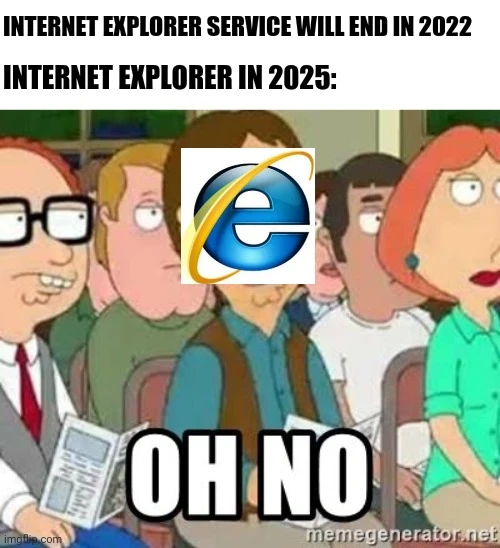 INTERNET EXPLORER SERVICE WILL END IN 2022
INTERNET EXPLORER IN 2025:
OH NO
memegenerator.net
imgflip.com